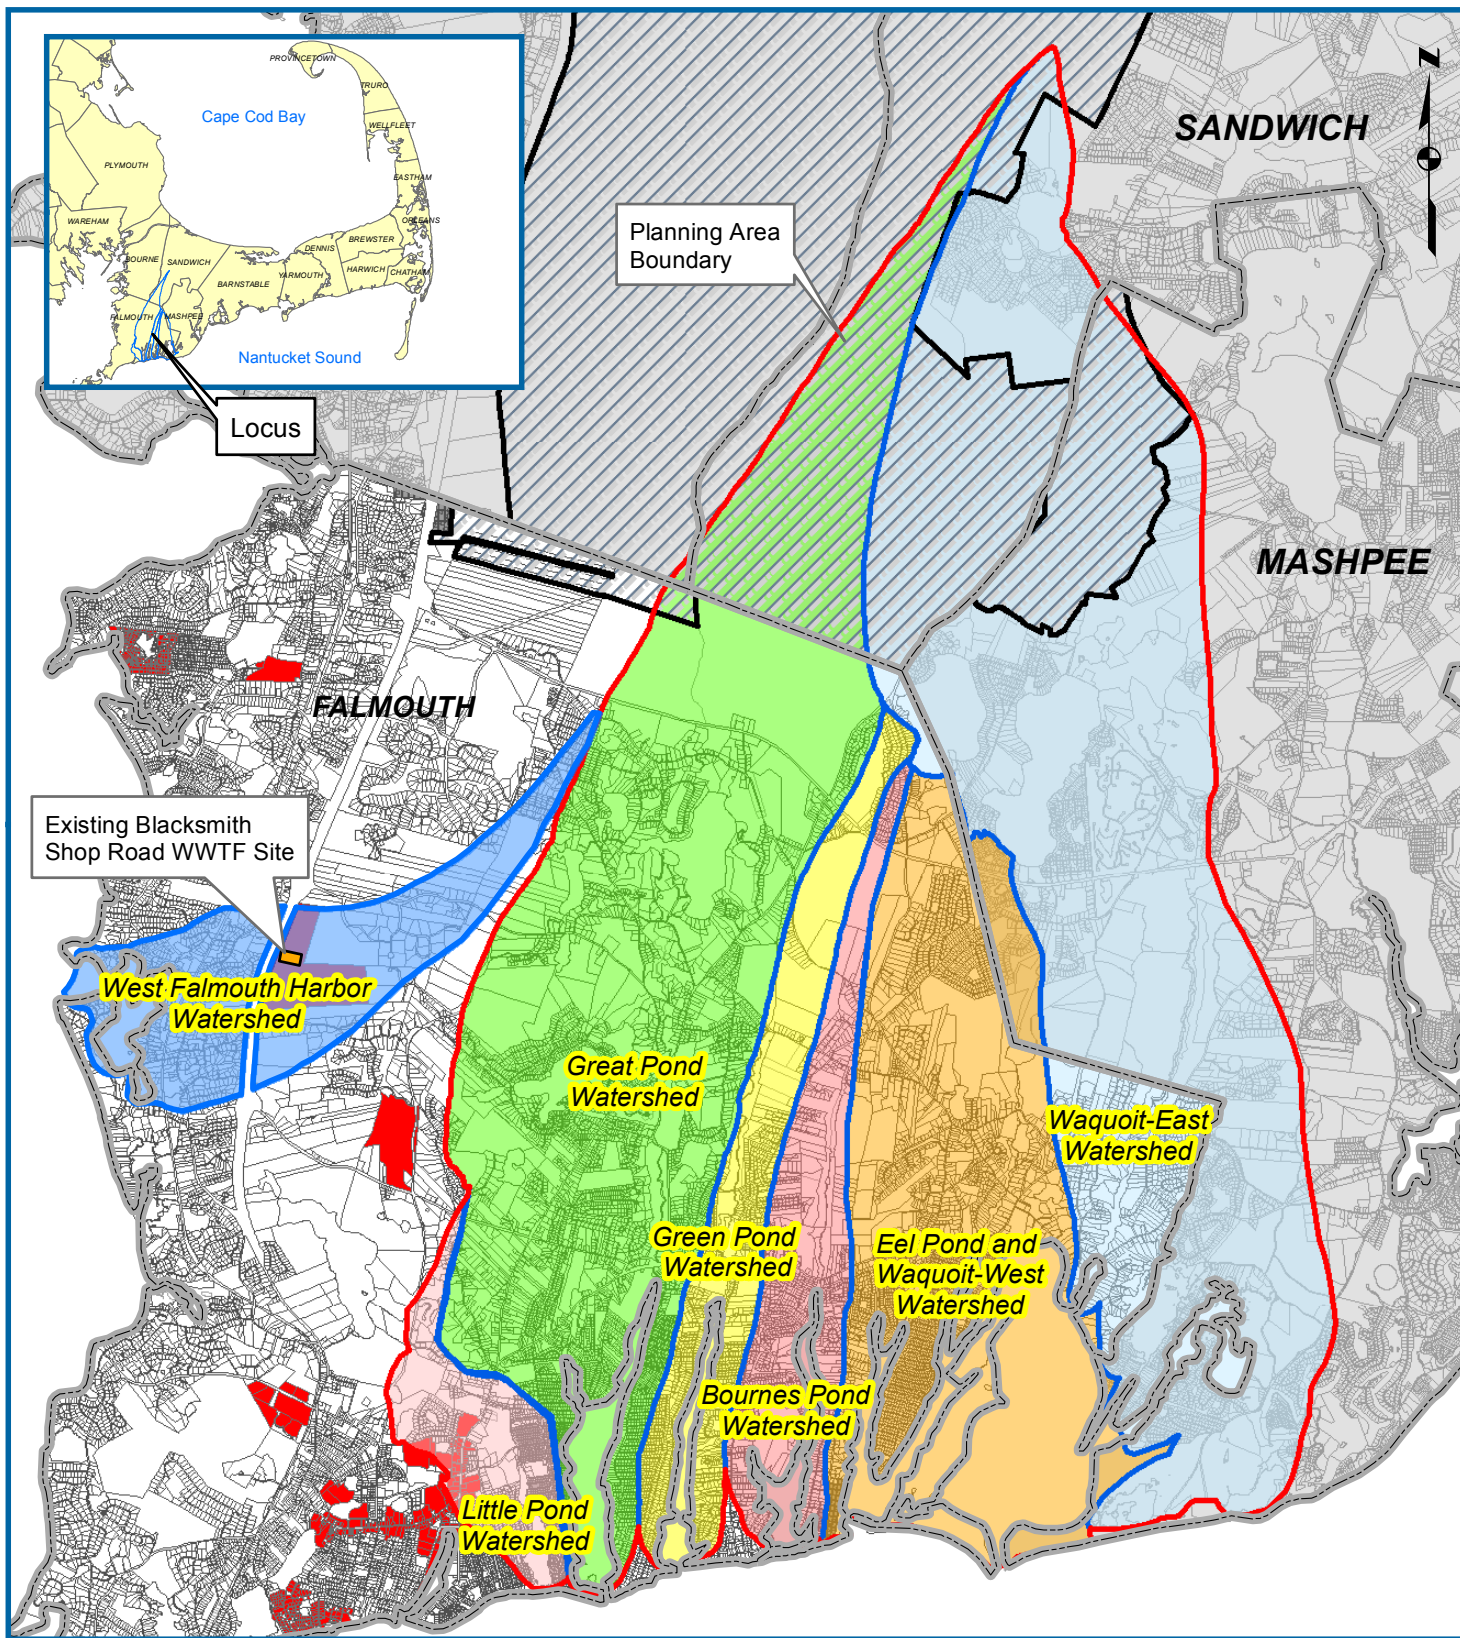 PROVINCETOWN
TRURO
Cape Cod Bay
WELLFLEET
PLYMOUTH
EASTHAM
WAREHAM
ORLEANS
BREWSTER
DENNIS
BOURNE
SANDWICH
YARMOUTH
HARWICH
CHATHAM
BARNSTABLE
FALMOUTH
MASHPEE
Nantucket Sound
Locus
N
SANDWICH
Planning Area
Boundary
MASHPEE
FALMOUTH
Existing Blacksmith
Shop Road WWTF Site
West Falmouth Harbor
Watershed
Great Pond
Watershed
Waquoit-East
Watershed
Green Pond
Watershed
Eel Pond and
Waquoit-West
Watershed
Bournes Pond
Watershed
Little Pond
Watershed